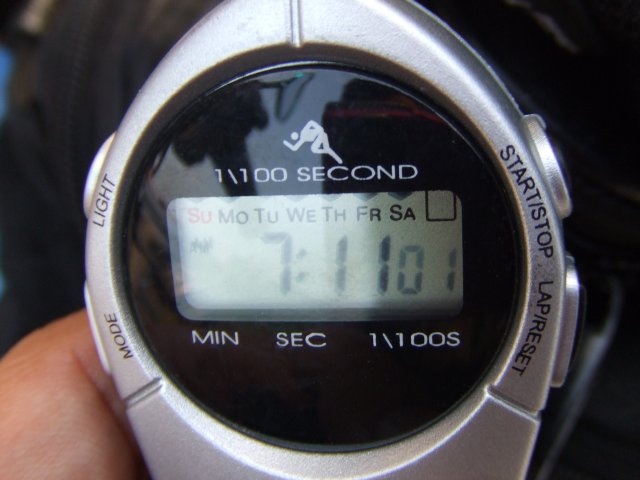 1\100 SECOND
SU MO TU WE TH FR SA
7:11 01
MIN SEC 1\100S
LIGHT
MODE
START/STOP
LAP/RESET